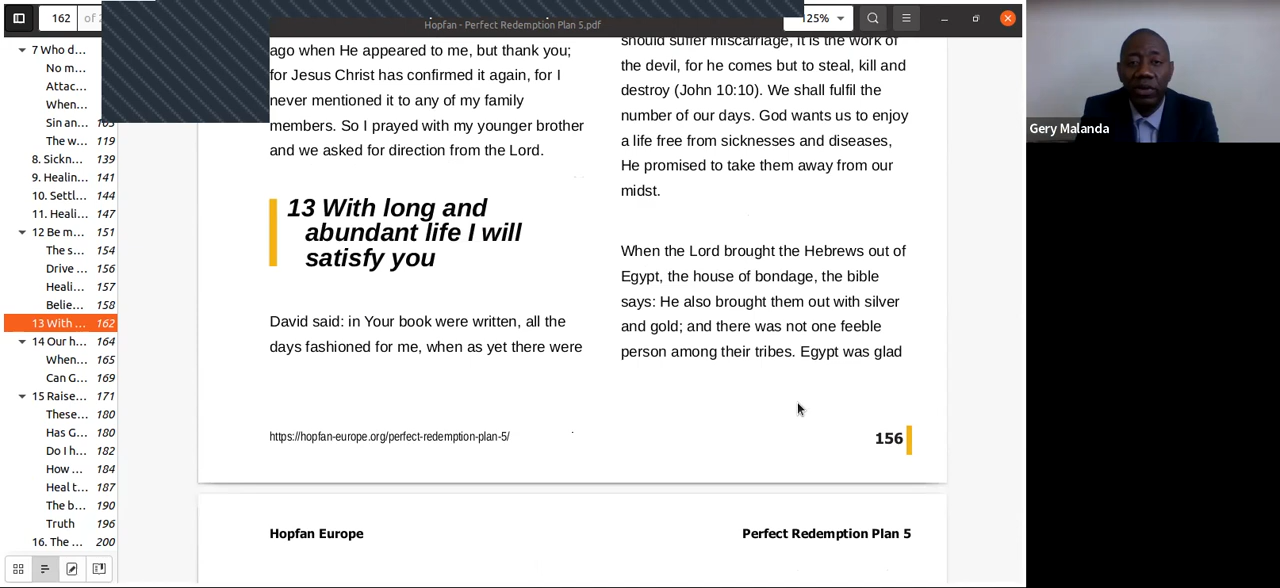 162
of
Hopfan - Perfect Redemption Plan 5.pdf
125%
7 Who d...
No m...
Attac...
When...
Sin an...
The w...
119
8. Sickn...
139
9. Healin...
141
10. Settl...
144
11. Heali...
147
12 Be m...
151
The s...
154
Drive ...
156
Heali...
157
Belie...
158
13 With ...
162
14 Our h...
164
When...
165
Can G...
169
15 Raise...
171
These...
180
Has G...
180
Do I h...
182
How ...
184
Heal t...
187
The b...
190
Truth
196
16. The ...
200
ago when He appeared to me, but thank you;
for Jesus Christ has confirmed it again, for I
never mentioned it to any of my family
members. So I prayed with my younger brother
and we asked for direction from the Lord.
13 With long and
abundant life I will
satisfy you
David said: in Your book were written, all the
days fashioned for me, when as yet there were
should suffer miscarriage, it is the work of
the devil, for he comes but to steal, kill and
destroy (John 10:10). We shall fulfil the
number of our days. God wants us to enjoy
a life free from sicknesses and diseases,
He promised to take them away from our
midst.
When the Lord brought the Hebrews out of
Egypt, the house of bondage, the bible
says: He also brought them out with silver
and gold; and there was not one feeble
person among their tribes. Egypt was glad
https://hopfan-europe.org/perfect-redemption-plan-5/
156
Hopfan Europe
Perfect Redemption Plan 5
Gery Malanda